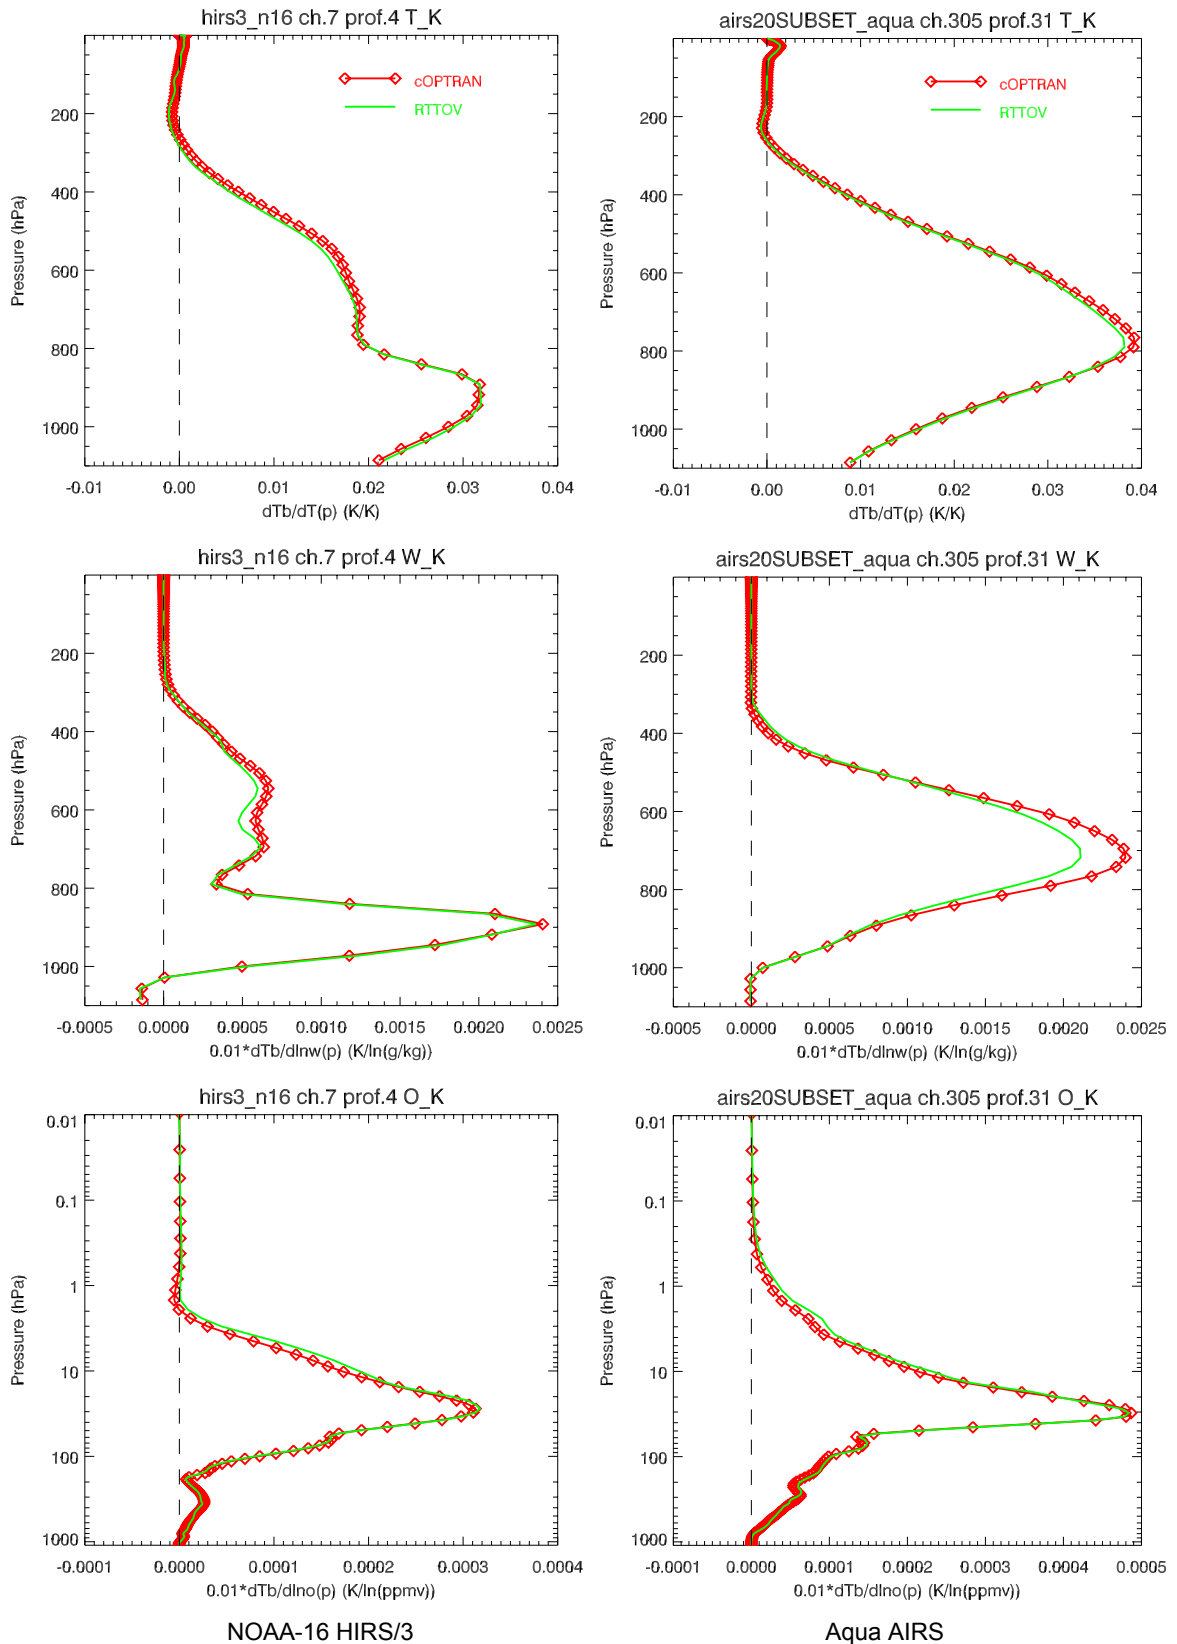 hirs3_n16 ch.7 prof.4 T_K
cOPTRAN
RTTOV
Pressure (hPa)
200
400
600
800
1000
-0.01 0.00 0.01 0.02 0.03 0.04
dTb/dT(p) (K/K)
airs20SUBSET_aqua ch.305 prof.31 T_K
cOPTRAN
RTTOV
Pressure (hPa)
200
400
600
800
1000
-0.01 0.00 0.01 0.02 0.03 0.04
dTb/dT(p) (K/K)
hirs3_n16 ch.7 prof.4 W_K
Pressure (hPa)
200
400
600
800
1000
-0.0005 0.0000 0.0005 0.0010 0.0015 0.0020 0.0025
0.01*dTb/dlnw(p) (K/ln(g/kg))
airs20SUBSET_aqua ch.305 prof.31 W_K
Pressure (hPa)
200
400
600
800
1000
-0.0005 0.0000 0.0005 0.0010 0.0015 0.0020 0.0025
0.01*dTb/dlnw(p) (K/ln(g/kg))
hirs3_n16 ch.7 prof.4 O_K
Pressure (hPa)
0.01
0.1
1
10
100
1000
-0.0001 0.0000 0.0001 0.0002 0.0003 0.0004
0.01*dTb/dlno(p) (K/ln(ppmv))
airs20SUBSET_aqua ch.305 prof.31 O_K
Pressure (hPa)
0.01
0.1
1
10
100
1000
-0.0001 0.0000 0.0001 0.0002 0.0003 0.0004 0.0005
0.01*dTb/dlno(p) (K/ln(ppmv))
NOAA-16 HIRS/3
Aqua AIRS